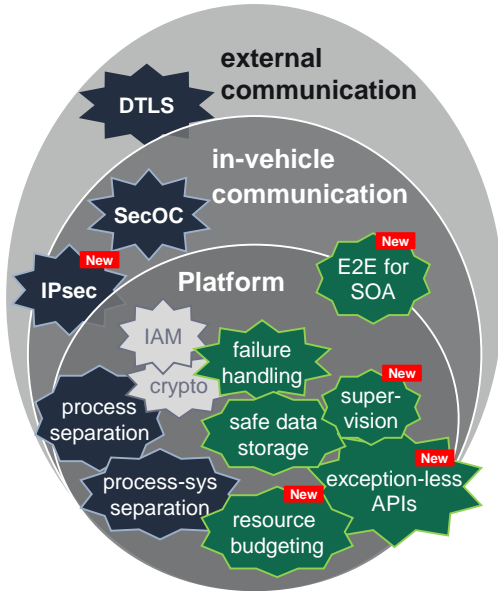 external
communication
DTLS
in-vehicle
communication
SecOC
New
IPsec
New
E2E for
SOA
Platform
IAM
crypto
failure
handling
New
super-
vision
process
separation
safe data
storage
New
exception-less
APIs
process-sys
separation
New
resource
budgeting